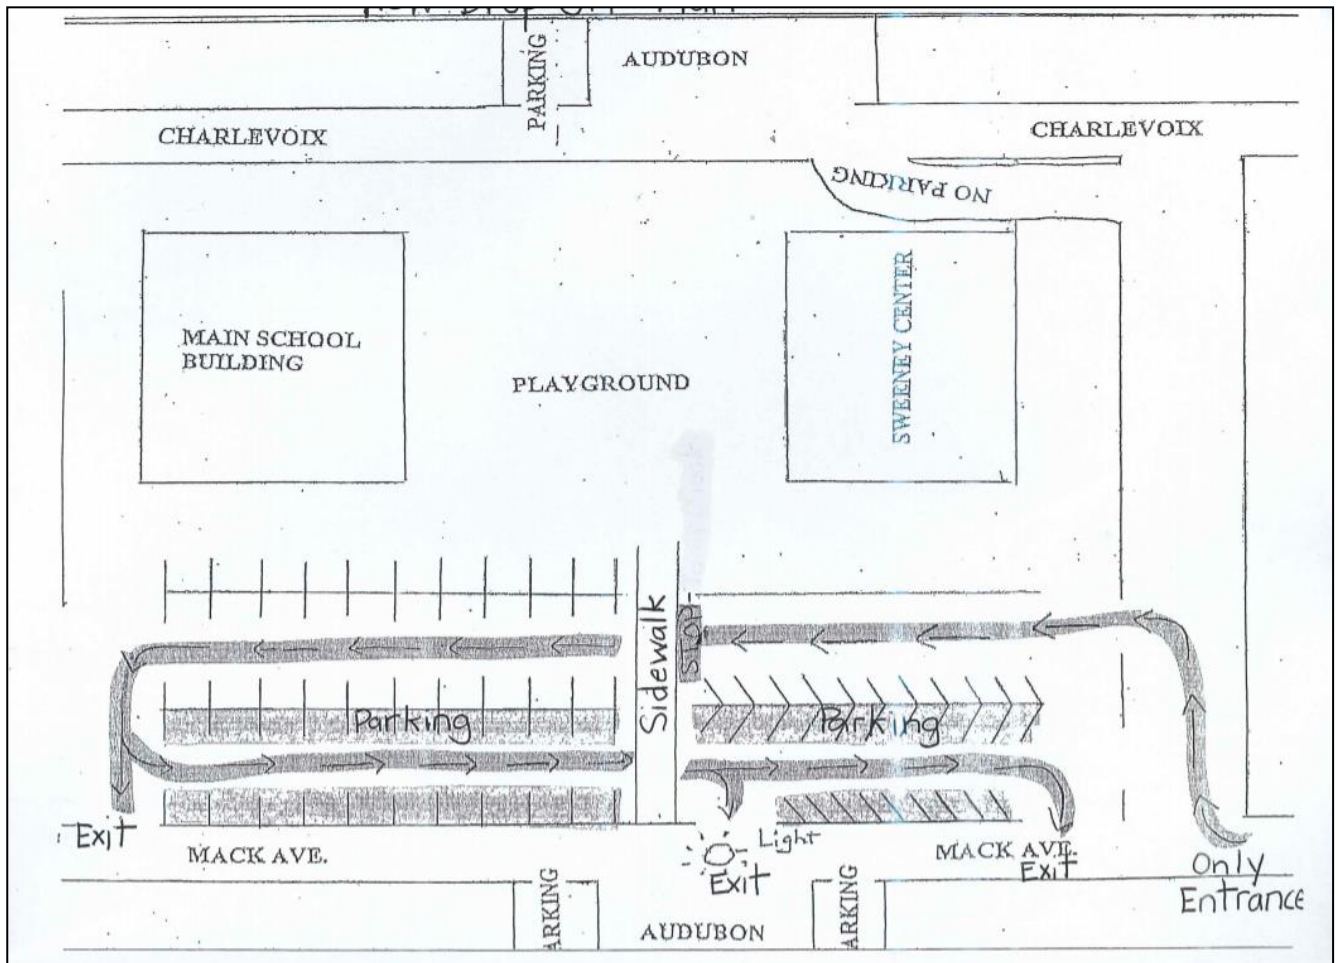 PARKING
AUDUBON
CHARLEVOIX
CHARLEVOIX
NO PARKING
MAIN SCHOOL
BUILDING
PLAYGROUND
SWEENEY CENTER
Sidewalk
STOP
Parking
Parking
Exit
MACK AVE.
Light
Exit
MACK AVE.
Exit
Only
Entrance
ARKING
AUDUBON
ARKING